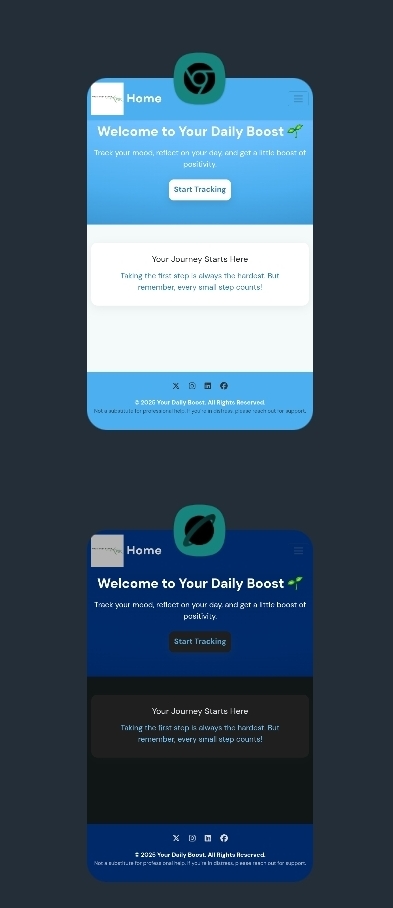 Home
Welcome to Your Daily Boost
Track your mood, reflect on your day, and get a little boost of
positivity.
Start Tracking
Your Journey Starts Here
Taking the first step is always the hardest. But
remember, every small step counts!
© 2025 Your Daily Boost. All Rights Reserved.
Not a substitute for professional help. If you're in distress, please reach out for support.
Home
Welcome to Your Daily Boost
Track your mood, reflect on your day, and get a little boost of
positivity.
Start Tracking
Your Journey Starts Here
Taking the first step is always the hardest. But
remember, every small step counts!
© 2025 Your Daily Boost. All Rights Reserved.
Not a substitute for professional help. If you're in distress, please reach out for support.